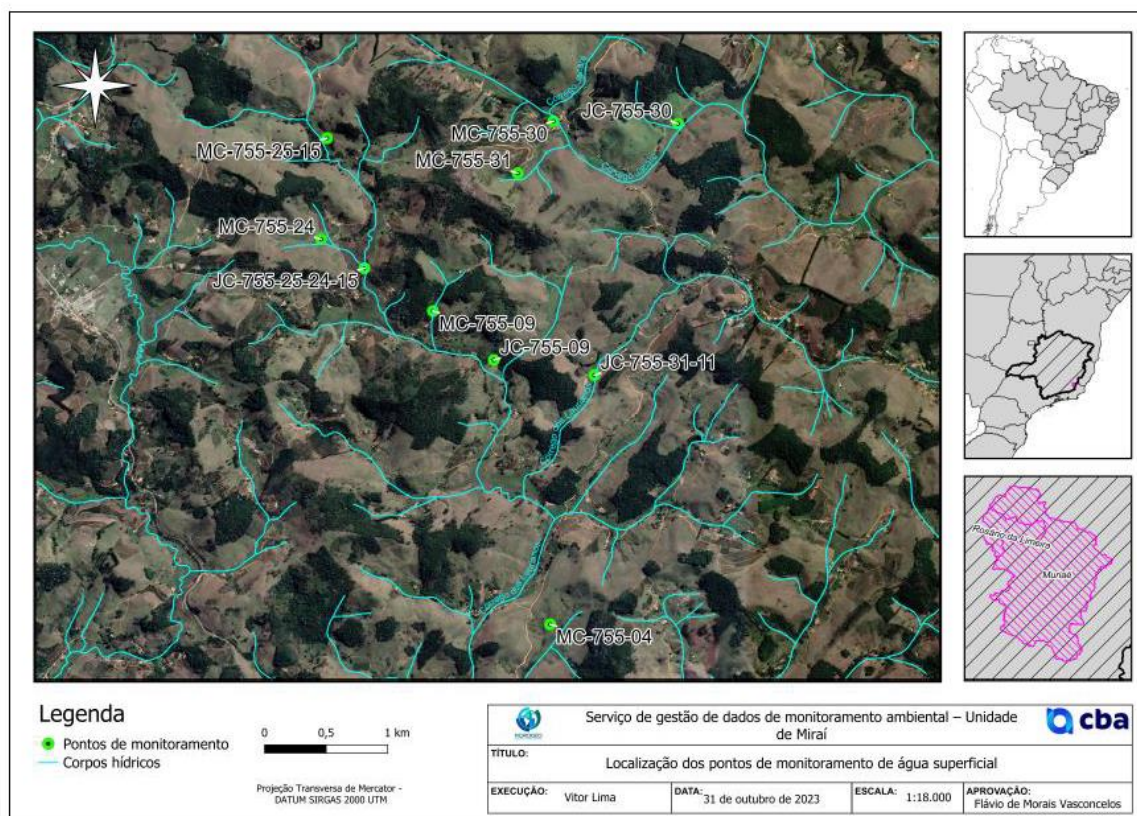 JC-755-30
MC-755-30
MC-755-25-15
MC-755-31
MC-755-24
JC-755-25-24-15
MC-755-09
JC-755-09
JC-755-31-11
MC-755-04
Rosário da Limeira
Muriaé
Legenda
Pontos de monitoramento
Corpos hídricos
0 0,5 1 km
Projeção Transversa de Mercator -
DATUM SIRGAS 2000 UTM
Serviço de gestão de dados de monitoramento ambiental – Unidade
de Miraí
cba
TÍTULO:
Localização dos pontos de monitoramento de água superficial
EXECUÇÃO: Vitor Lima
DATA: 31 de outubro de 2023
ESCALA: 1:18.000
APROVAÇÃO:
Flávio de Morais Vasconcelos